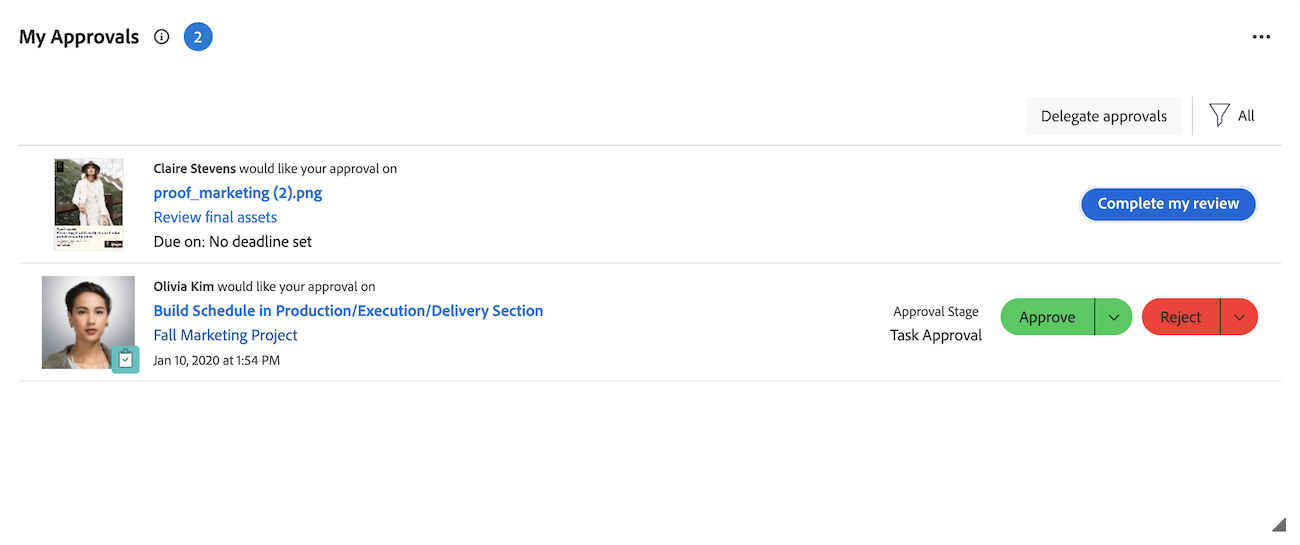 My Approvals
2
Delegate approvals
All
Claire Stevens would like your approval on
proof_marketing (2).png
Review final assets
Due on: No deadline set
Complete my review
Olivia Kim would like your approval on
Build Schedule in Production/Execution/Delivery Section
Fall Marketing Project
Jan 10, 2020 at 1:54 PM
Approval Stage
Task Approval
Approve
Reject